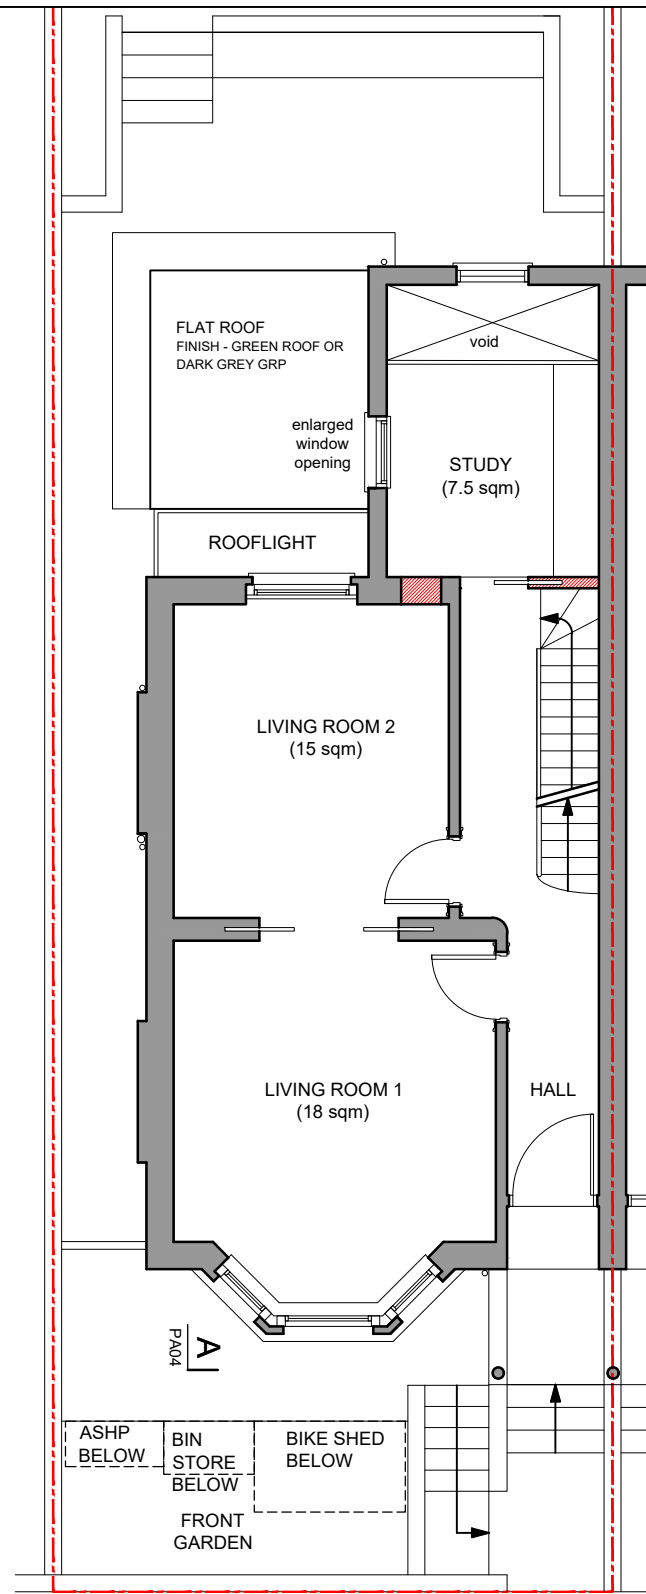 FLAT ROOF
FINISH - GREEN ROOF OR
DARK GREY GRP
void
enlarged
window
opening
STUDY
(7.5 sqm)
ROOFLIGHT
LIVING ROOM 2
(15 sqm)
LIVING ROOM 1
(18 sqm)
HALL
A
PA04
ASHP
BELOW
BIN
STORE
BELOW
BIKE SHED
BELOW
FRONT
GARDEN